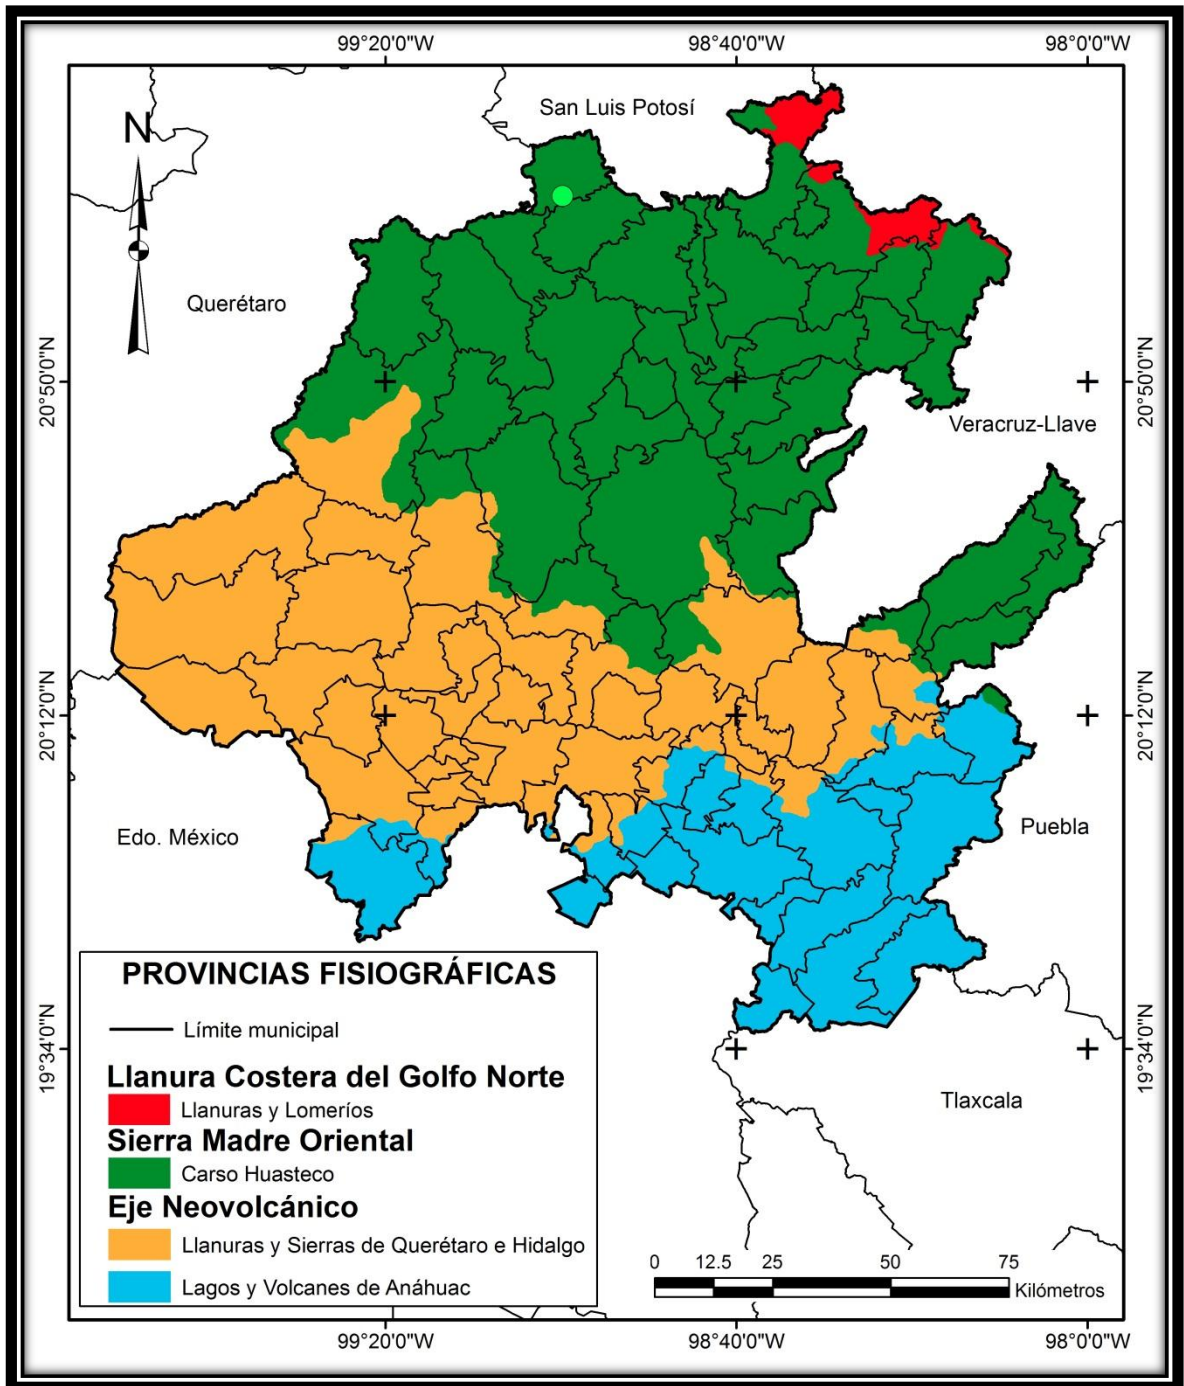 99°20'0"W 98°40'0"W 98°0'0"W
San Luis Potosí
N
Querétaro
20°50'0"N 20°50'0"N
Veracruz-Llave
20°12'0"N 20°12'0"N
Edo. México
Puebla
PROVINCIAS FISIOGRÁFICAS
Límite municipal
19°34'0"N 19°34'0"N
Llanura Costera del Golfo Norte
Llanuras y Lomeríos
Tlaxcala
Sierra Madre Oriental
Carso Huasteco
Eje Neovolcánico
Llanuras y Sierras de Querétaro e Hidalgo
Lagos y Volcanes de Anáhuac
0 12.5 25 50 75
Kilómetros
99°20'0"W 98°40'0"W 98°0'0"W